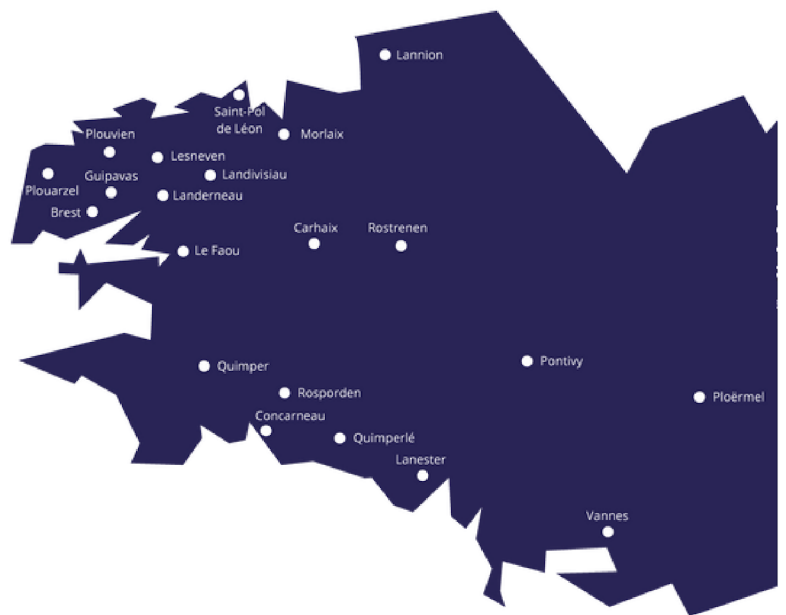 Lannion
Saint-Pol
de Léon
Plouvien
Morlaix
Lesneven
Guipavas
Landivisiau
Plouarzel
Landerneau
Brest
Carhaix
Rostrenen
Le Faou
Quimper
Pontivy
Rosporden
Ploërmel
Concarneau
Quimperlé
Lanester
Vannes